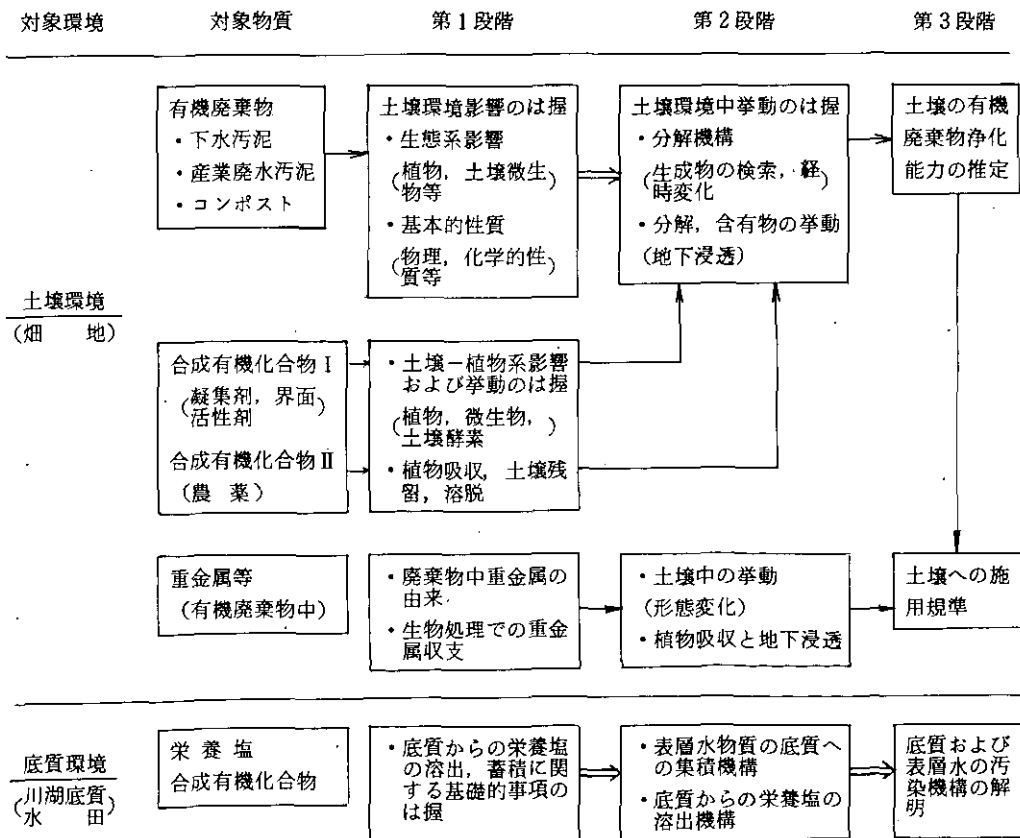 対象環境 対象物質 第1段階 第2段階 第3段階
有機廃棄物
・下水汚泥
・産業廃水汚泥
・コンポスト
土壌環境影響のは握
・生態系影響
(植物,土壌微生
物等)
・基本的性質
(物理,化学的性
質等)
土壌環境中挙動のは握
・分解機構
(生成物の検索,経
時変化)
・分解,含有物の挙動
(地下浸透)
土壌の有機
廃棄物浄化
能力の推定
土壌環境
(畑 地)
合成有機化合物Ⅰ
(凝集剤,界面
活性剤)
合成有機化合物Ⅱ
(農 薬)
・土壌-植物系影響
および挙動のは握
(植物,微生物,
土壌酵素)
・植物吸収,土壌残
留,溶脱
重金属等
(有機廃棄物中)
・廃棄物中重金属の
由来
・生物処理での重金
属収支
・土壌中の挙動
(形態変化)
・植物吸収と地下浸透
土壌への施
用規準
底質環境
(川湖底質
水 田)
栄養塩
合成有機化合物
・底質からの栄養塩
の溶出,蓄積に関
する基礎的事項の
は握
・表層水物質の底質へ
の集積機構
・底質からの栄養塩の
溶出機構
底質および
表層水の汚
染機構の解
明